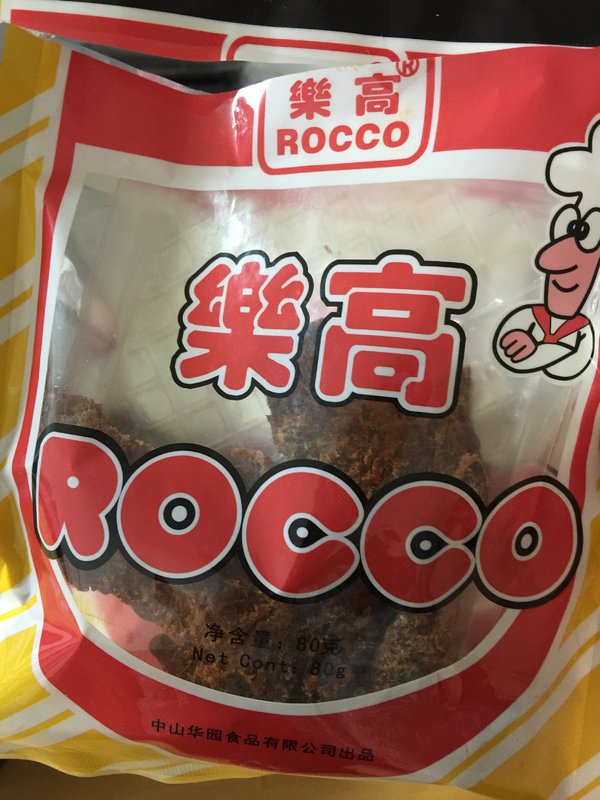 樂高®
ROCCO
樂高
ROCCO
净含量：80克
Net Cont: 80g
中山华园食品有限公司出品